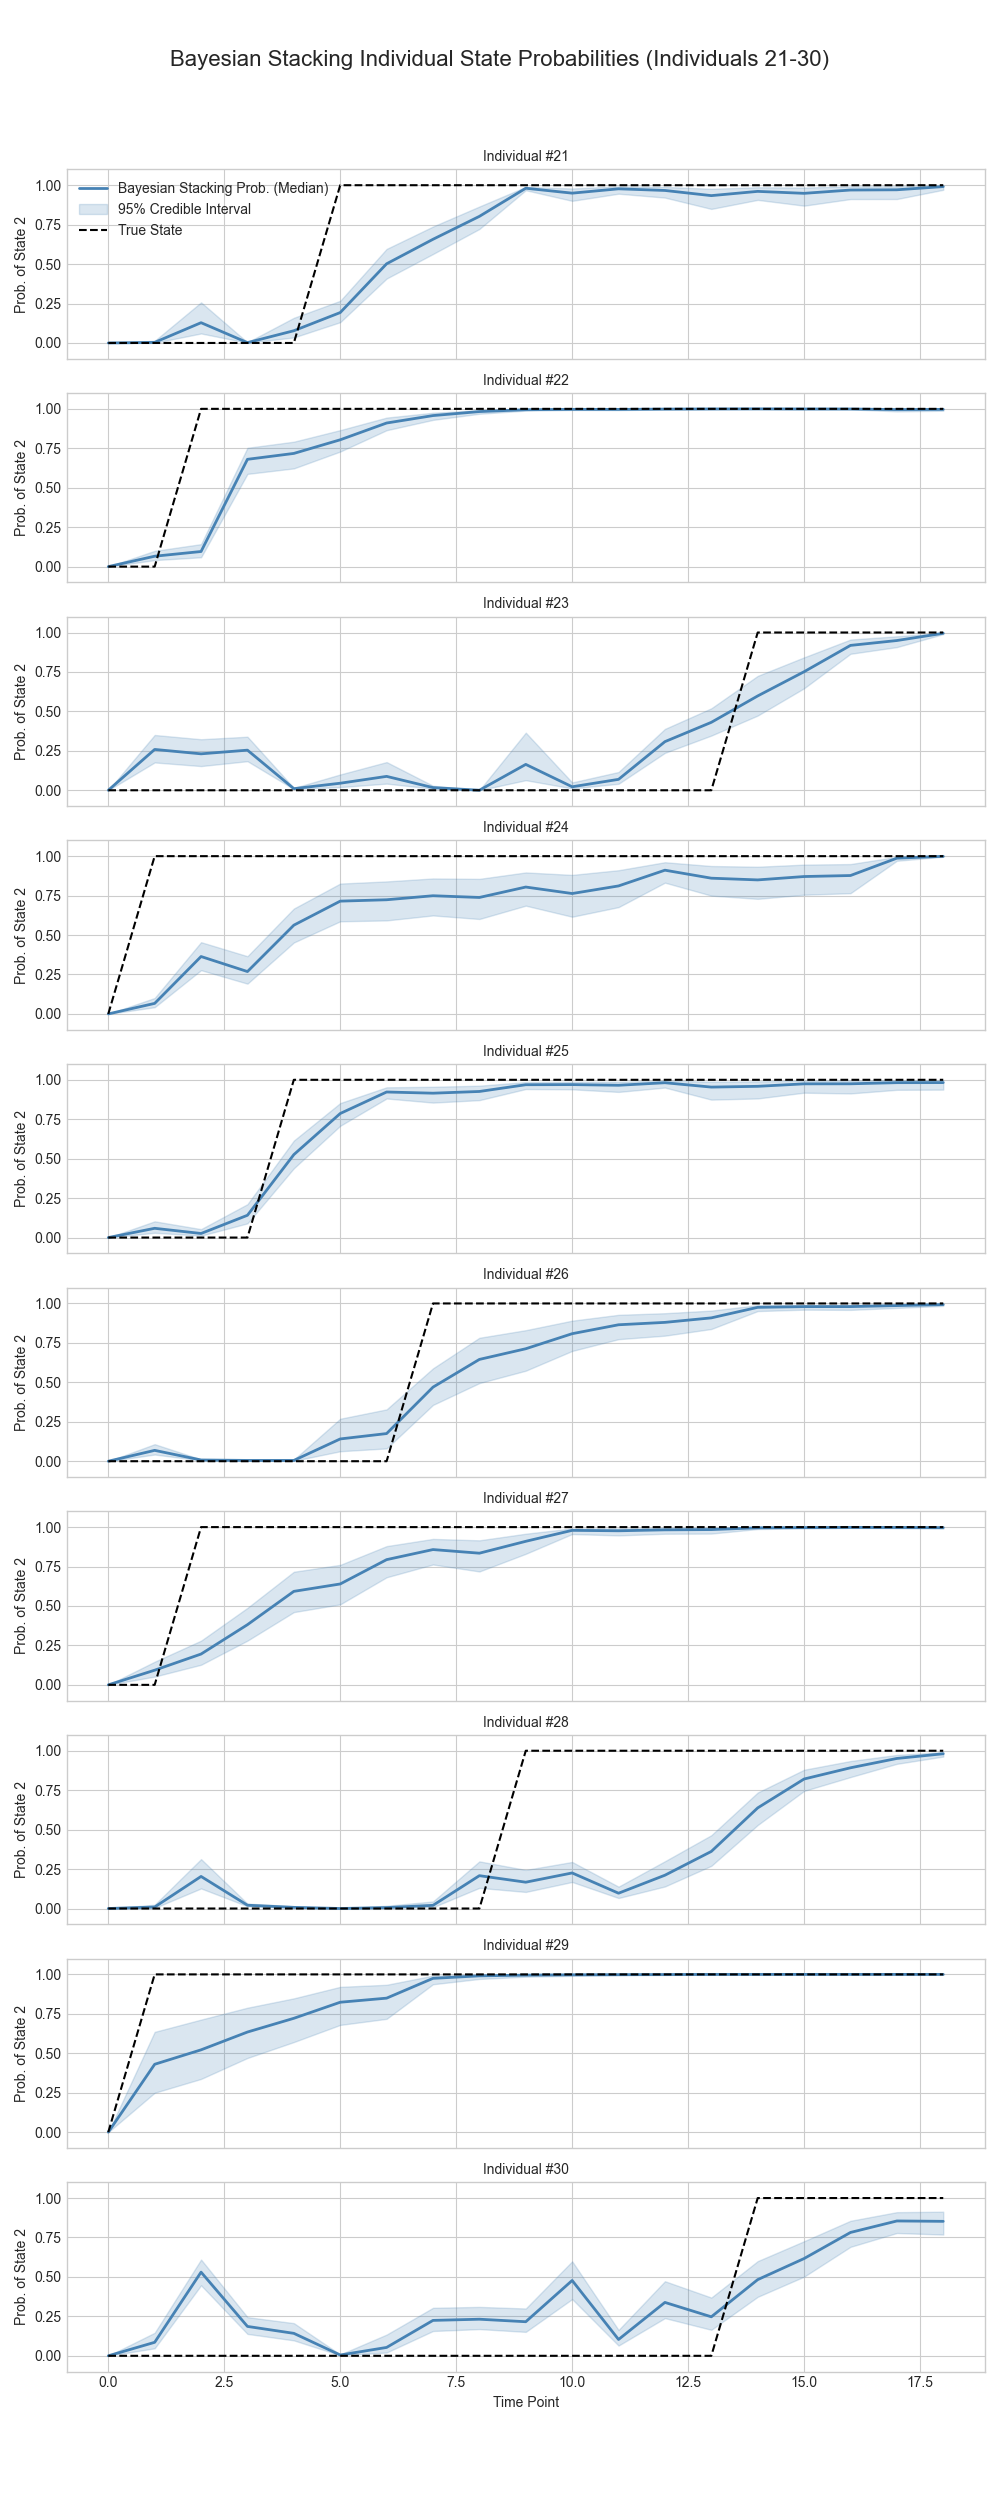 Bayesian Stacking Individual State Probabilities (Individuals 21-30)
Individual #21
1.00
0.75
0.50
0.25
0.00
Prob. of State 2
Bayesian Stacking Prob. (Median)
95% Credible Interval
True State
Individual #22
1.00
0.75
0.50
0.25
0.00
Prob. of State 2
Individual #23
1.00
0.75
0.50
0.25
0.00
Prob. of State 2
Individual #24
1.00
0.75
0.50
0.25
0.00
Prob. of State 2
Individual #25
1.00
0.75
0.50
0.25
0.00
Prob. of State 2
Individual #26
1.00
0.75
0.50
0.25
0.00
Prob. of State 2
Individual #27
1.00
0.75
0.50
0.25
0.00
Prob. of State 2
Individual #28
1.00
0.75
0.50
0.25
0.00
Prob. of State 2
Individual #29
1.00
0.75
0.50
0.25
0.00
Prob. of State 2
Individual #30
1.00
0.75
0.50
0.25
0.00
Prob. of State 2
0.0 2.5 5.0 7.5 10.0 12.5 15.0 17.5
Time Point